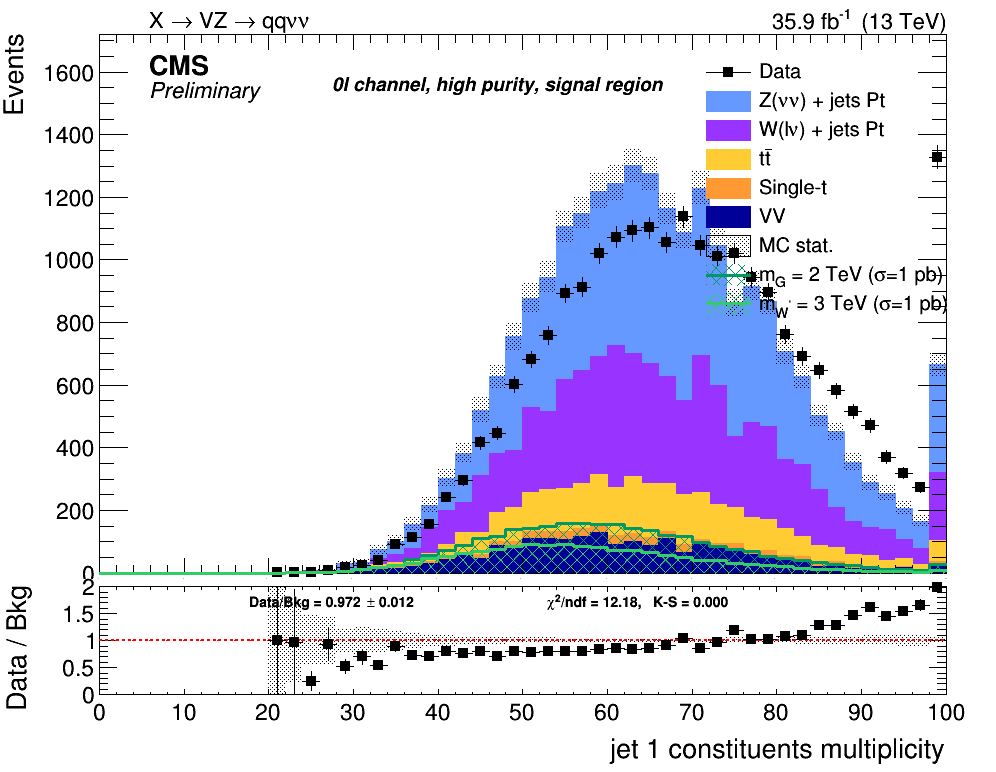 X → VZ → qqνν
35.9 fb⁻¹ (13 TeV)
Events
CMS
Preliminary
0l channel, high purity, signal region
Data
Z(νν) + jets Pt
W(lν) + jets Pt
tt̄
Single-t
VV
MC stat.
m_G = 2 TeV (σ=1 pb)
m_W' = 3 TeV (σ=1 pb)
1600
1400
1200
1000
800
600
400
200
0
Data / Bkg
Data/Bkg = 0.972 ± 0.012
χ²/ndf = 12.18, K-S = 0.000
2
1.5
1
0.5
0
0 10 20 30 40 50 60 70 80 90 100
jet 1 constituents multiplicity